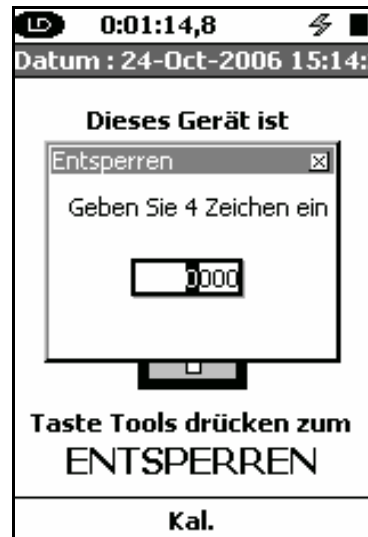 LD 0:01:14,8
Datum : 24-Oct-2006 15:14:
Dieses Gerät ist
Entsperren
Geben Sie 4 Zeichen ein
0000
Taste Tools drücken zum
ENTSPERREN
Kal.